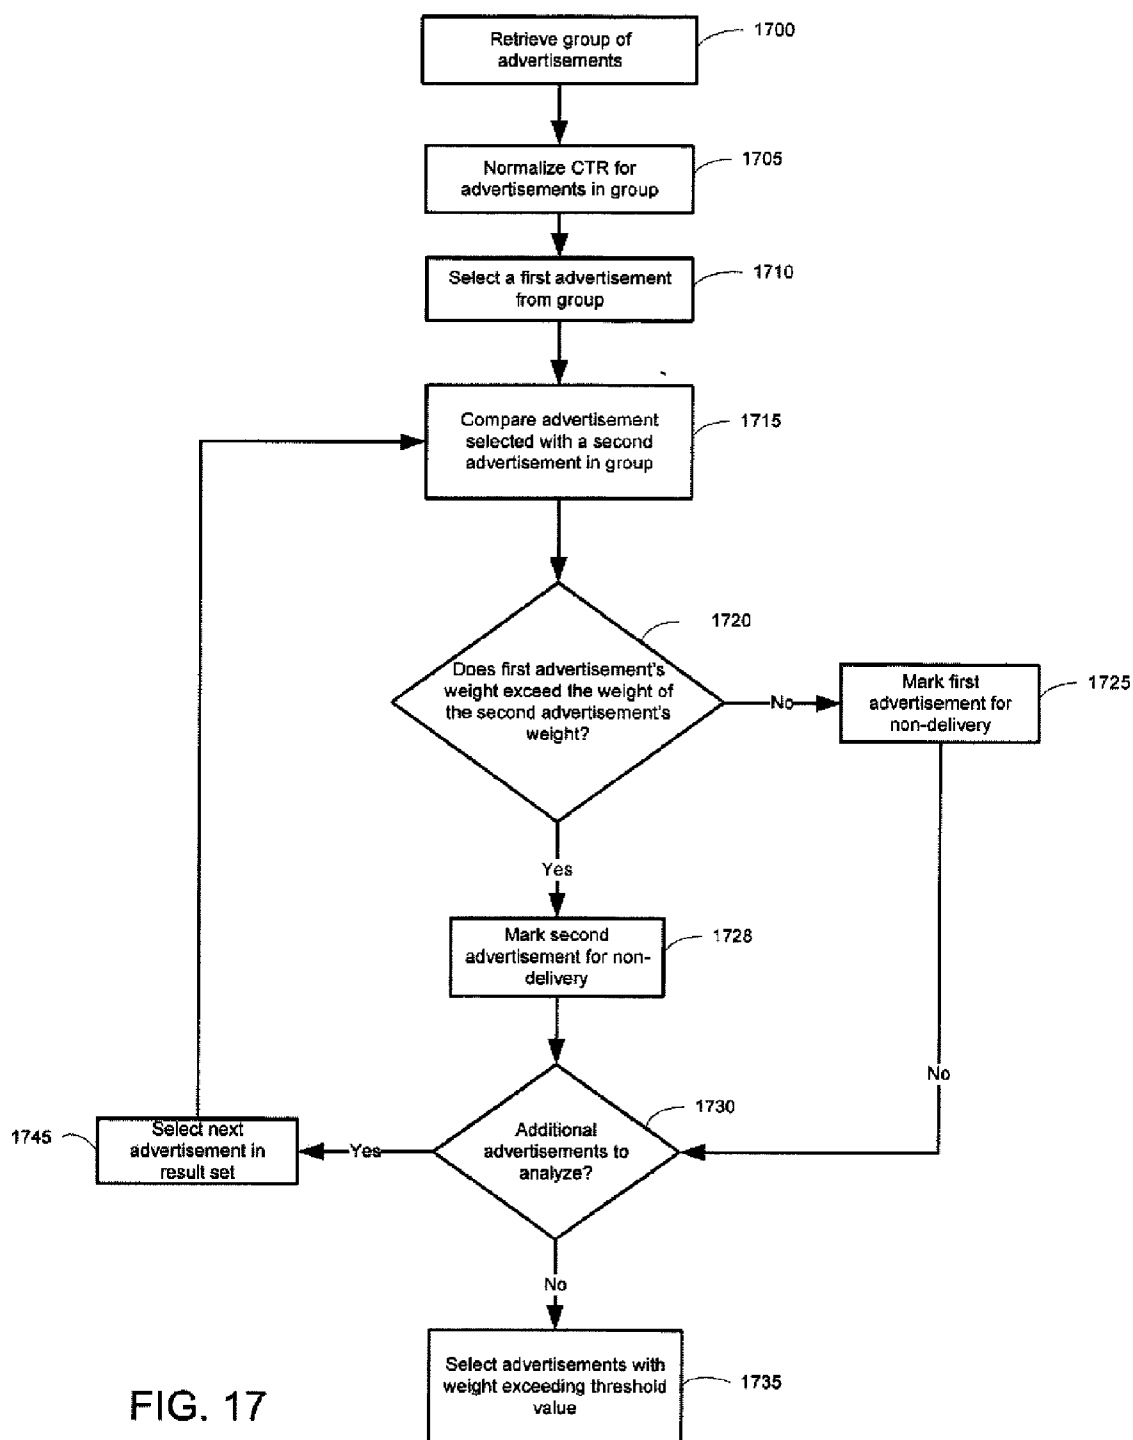 Retrieve group of
advertisements
1700
Normalize CTR for
advertisements in group
1705
Select a first advertisement
from group
1710
Compare advertisement
selected with a second
advertisement in group
1715
1720
Does first advertisement's
weight exceed the weight of
the second advertisement's
weight?
No
Mark first
advertisement for
non-delivery
1725
Yes
Mark second
advertisement for non-
delivery
1728
No
1730
Additional
advertisements to
analyze?
Yes
1745
Select next
advertisement in
result set
No
Select advertisements with
weight exceeding threshold
value
1735
FIG. 17